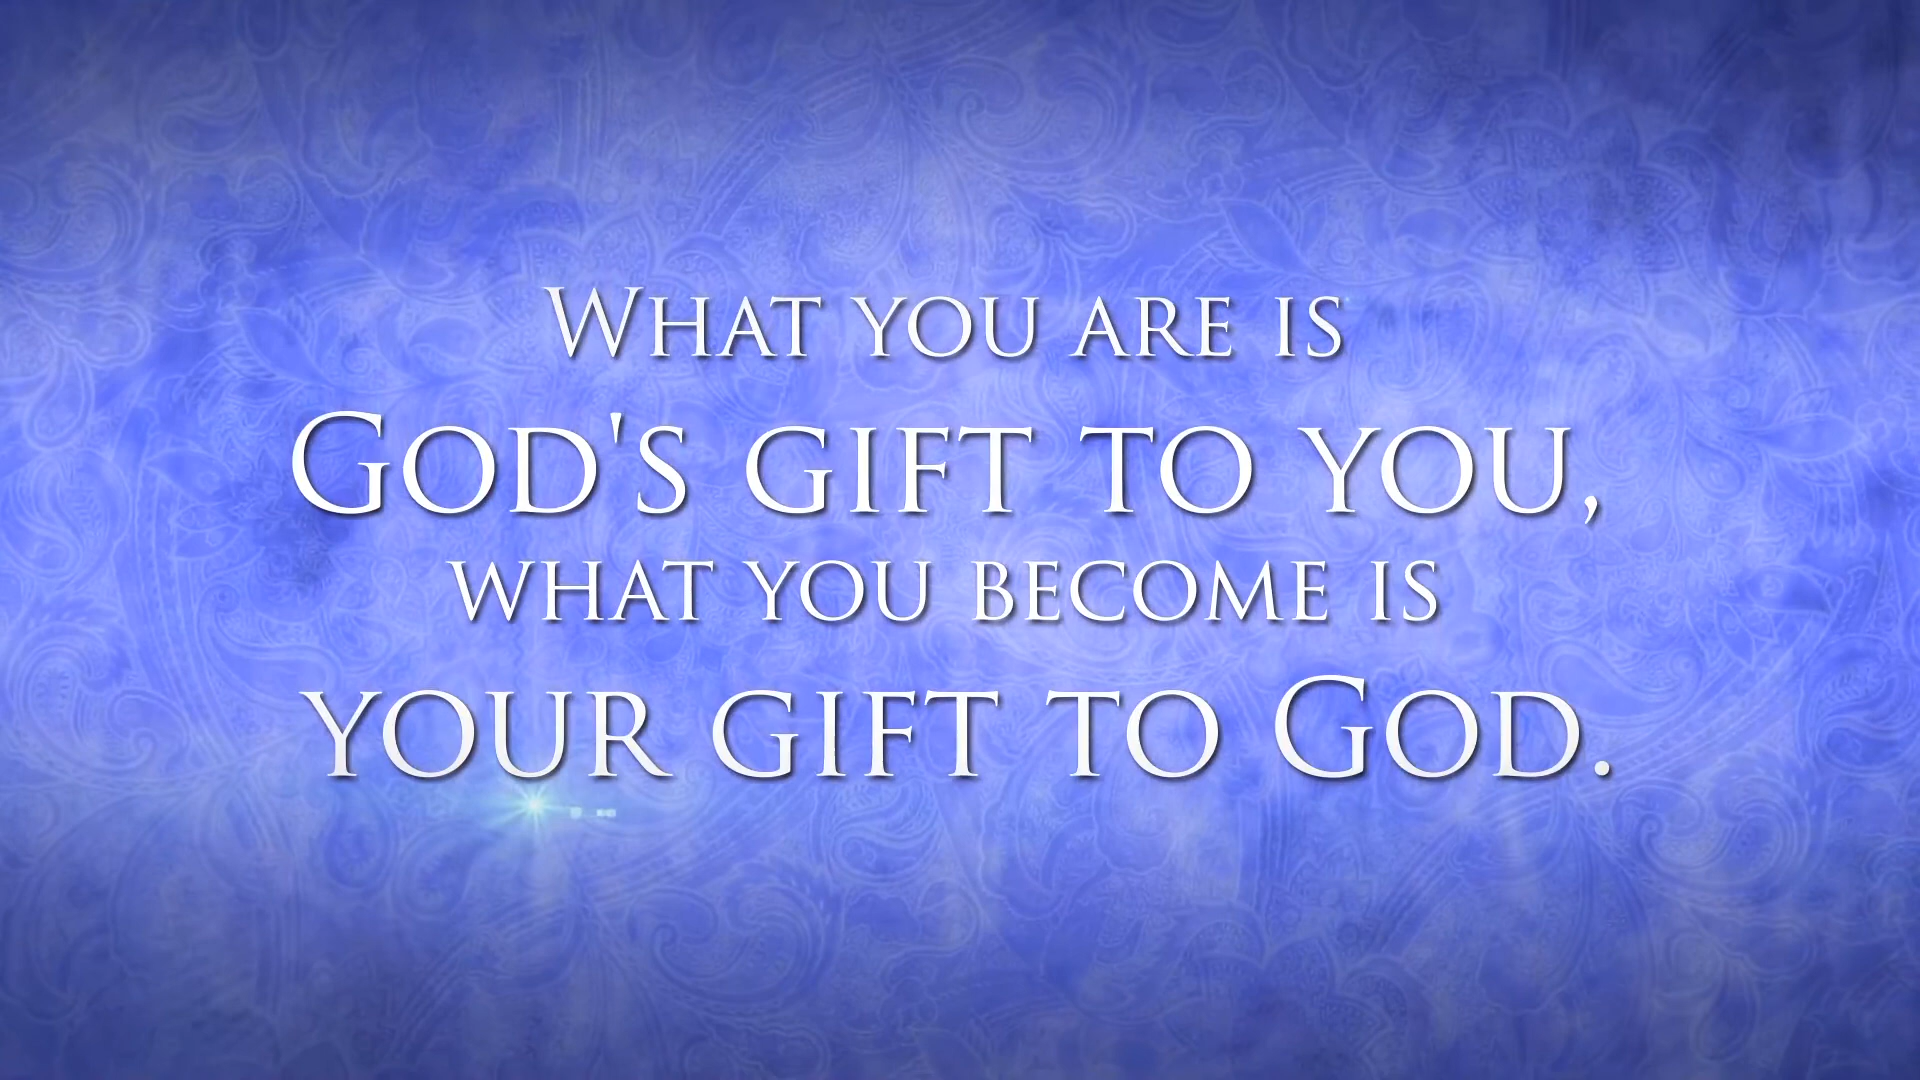 What you are is
God's gift to you,
what you become is
your gift to God.